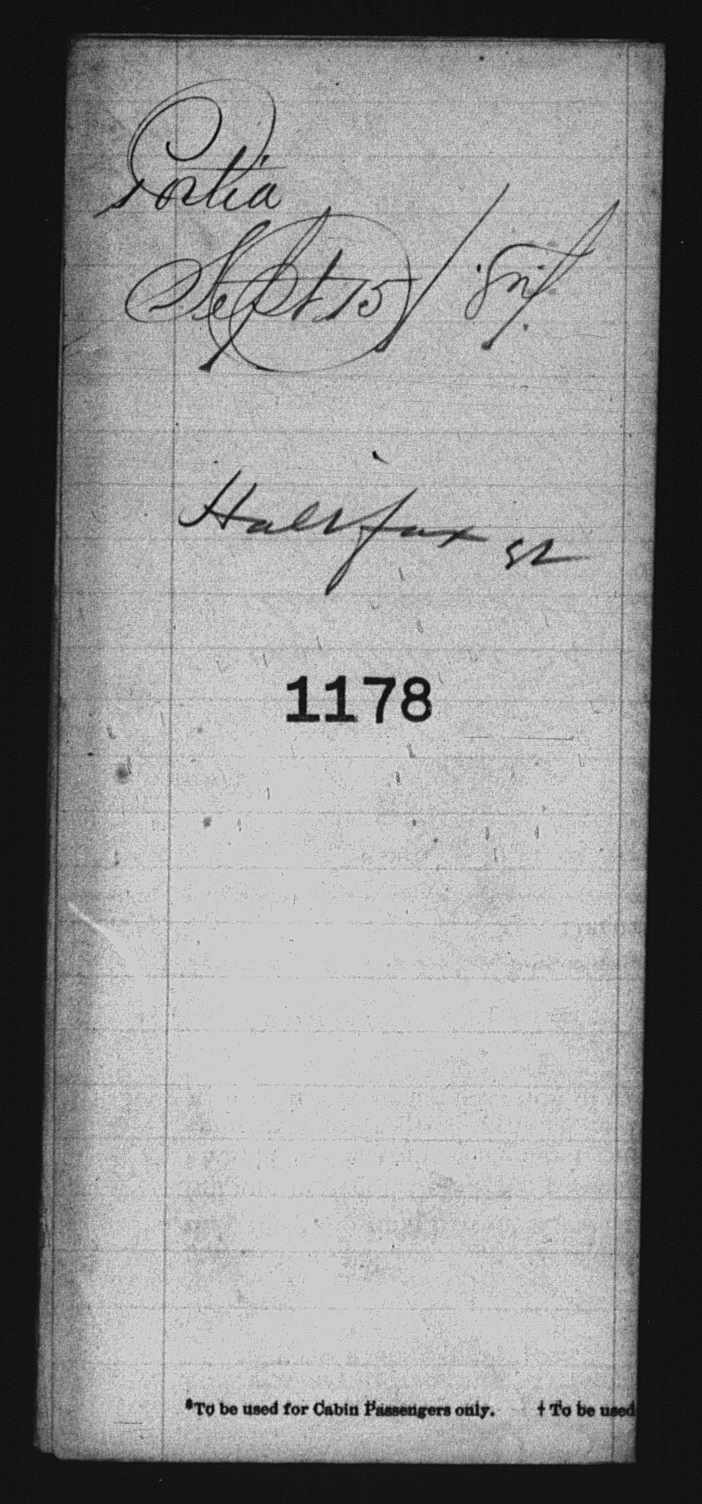 Portia
Sept 15/87
Halifax
1178
*To be used for Cabin Passengers only. † To be used